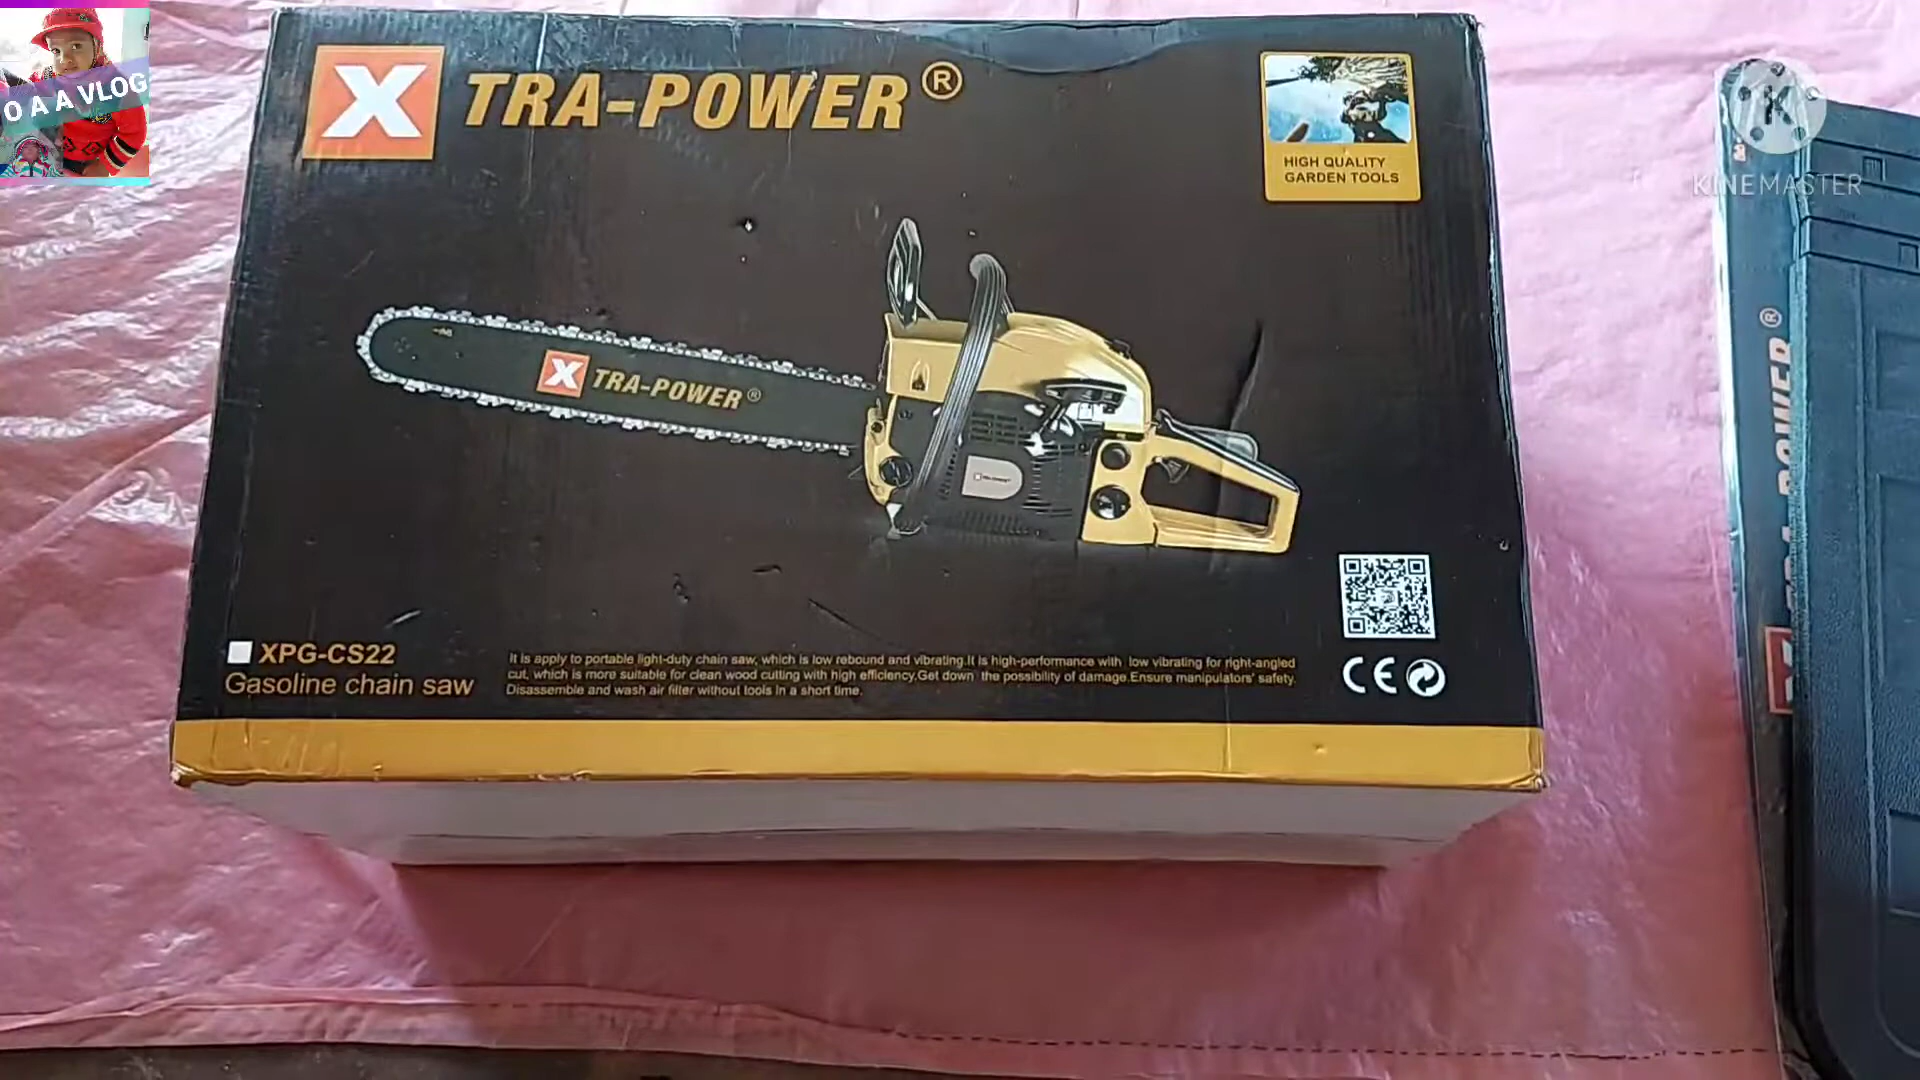 O A A VLOG
X TRA-POWER®
HIGH QUALITY
GARDEN TOOLS
KINEMASTER
X TRA-POWER®
XPG-CS22
Gasoline chain saw
It is apply to portable light-duty chain saw, which is low rebound and vibrating.It is high-performance with low vibrating for right-angled
cut, which is more suitable for clean wood cutting with high efficiency,Get down the possibility of damage.Ensure manipulators' safety.
Disassemble and wash air filter without tools in a short time.
CE
POWER®